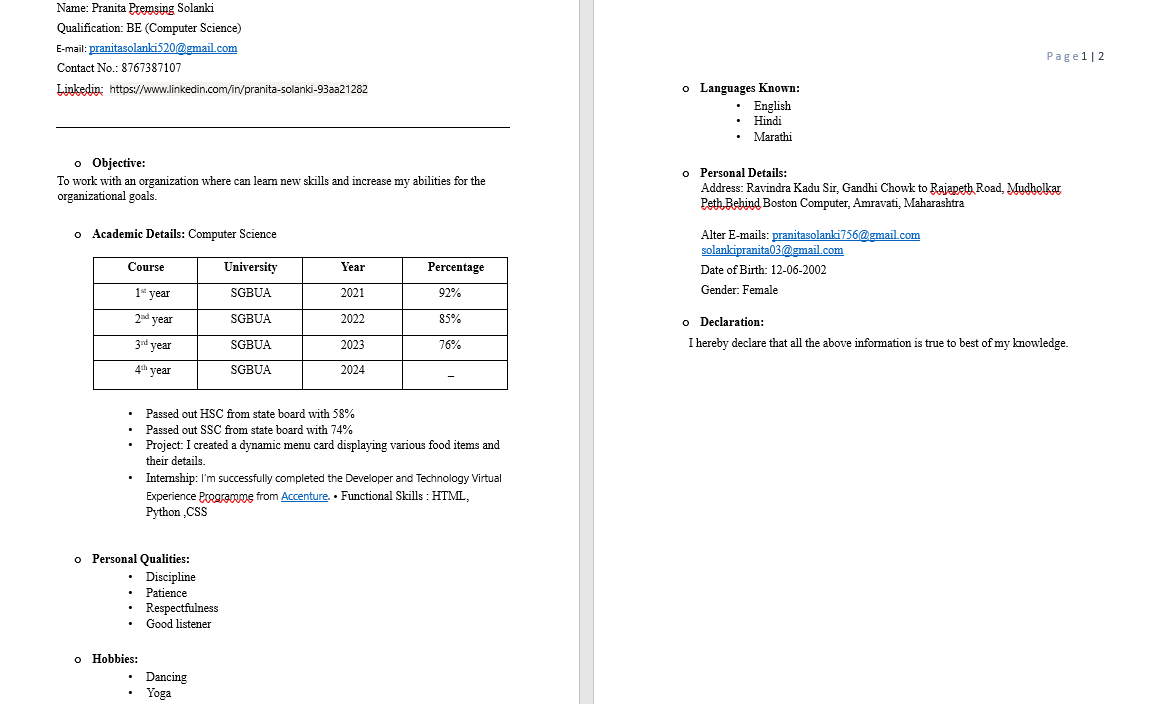 Name: Pranita Premsing Solanki
Qualification: BE (Computer Science)
E-mail: pranitasolanki520@gmail.com
Contact No.: 8767387107
Linkedin: https://www.linkedin.com/in/pranita-solanki-93aa21282
o Objective:
To work with an organization where can learn new skills and increase my abilities for the
organizational goals.
o Academic Details: Computer Science
Course University Year Percentage
1st year SGBUA 2021 92%
2nd year SGBUA 2022 85%
3rd year SGBUA 2023 76%
4th year SGBUA 2024 _
• Passed out HSC from state board with 58%
• Passed out SSC from state board with 74%
• Project: I created a dynamic menu card displaying various food items and
their details.
• Internship: I'm successfully completed the Developer and Technology Virtual
Experience Programme from Accenture. • Functional Skills : HTML,
Python ,CSS
o Personal Qualities:
• Discipline
• Patience
• Respectfulness
• Good listener
o Hobbies:
• Dancing
• Yoga
Page1 | 2
o Languages Known:
• English
• Hindi
• Marathi
o Personal Details:
Address: Ravindra Kadu Sir, Gandhi Chowk to Rajapeth Road, Mudholkar
Peth,Behind Boston Computer, Amravati, Maharashtra
Alter E-mails: pranitasolanki756@gmail.com
solankipranita03@gmail.com
Date of Birth: 12-06-2002
Gender: Female
o Declaration:
I hereby declare that all the above information is true to best of my knowledge.